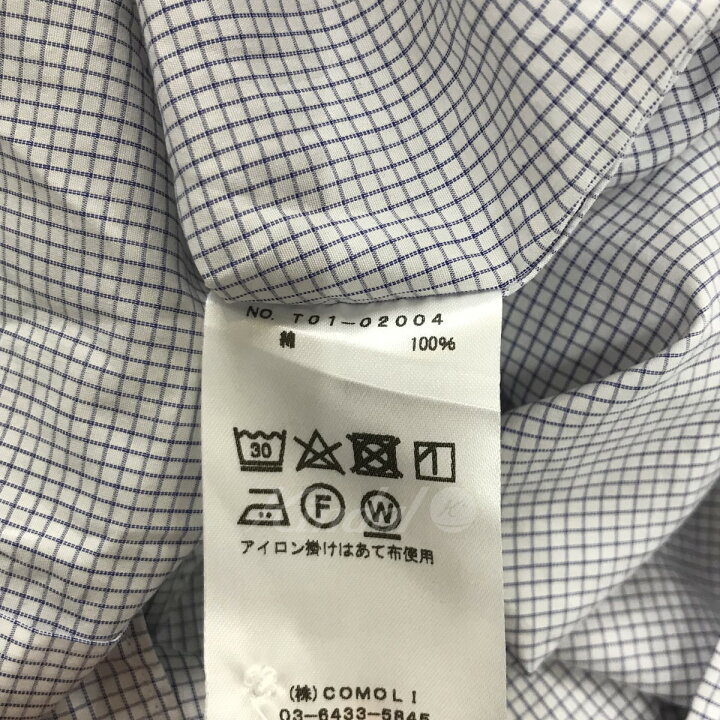 NO. T01-02004
綿 100%
30
F W
アイロン掛けはあて布使用
(株)COMOLI
03-6433-5845